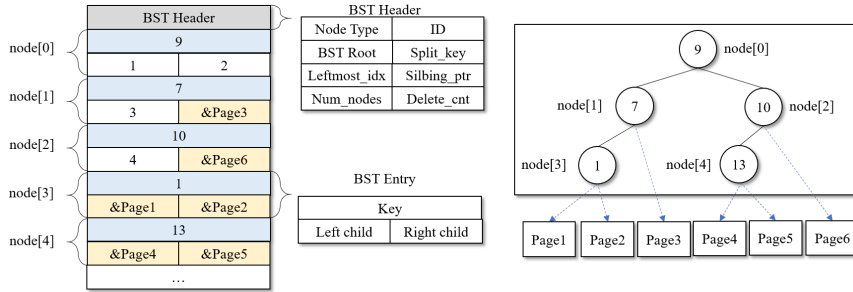 BST Header
node[0]
9
1 2
node[1]
7
3 &Page3
node[2]
10
4 &Page6
node[3]
1
&Page1 &Page2
node[4]
13
&Page4 &Page5
...
BST Header
Node Type ID
BST Root Split_key
Leftmost_idx Silbing_ptr
Num_nodes Delete_cnt
BST Entry
Key
Left child Right child
9 node[0]
node[1] 7 10 node[2]
node[3] 1 node[4] 13
Page1 Page2 Page3 Page4 Page5 Page6